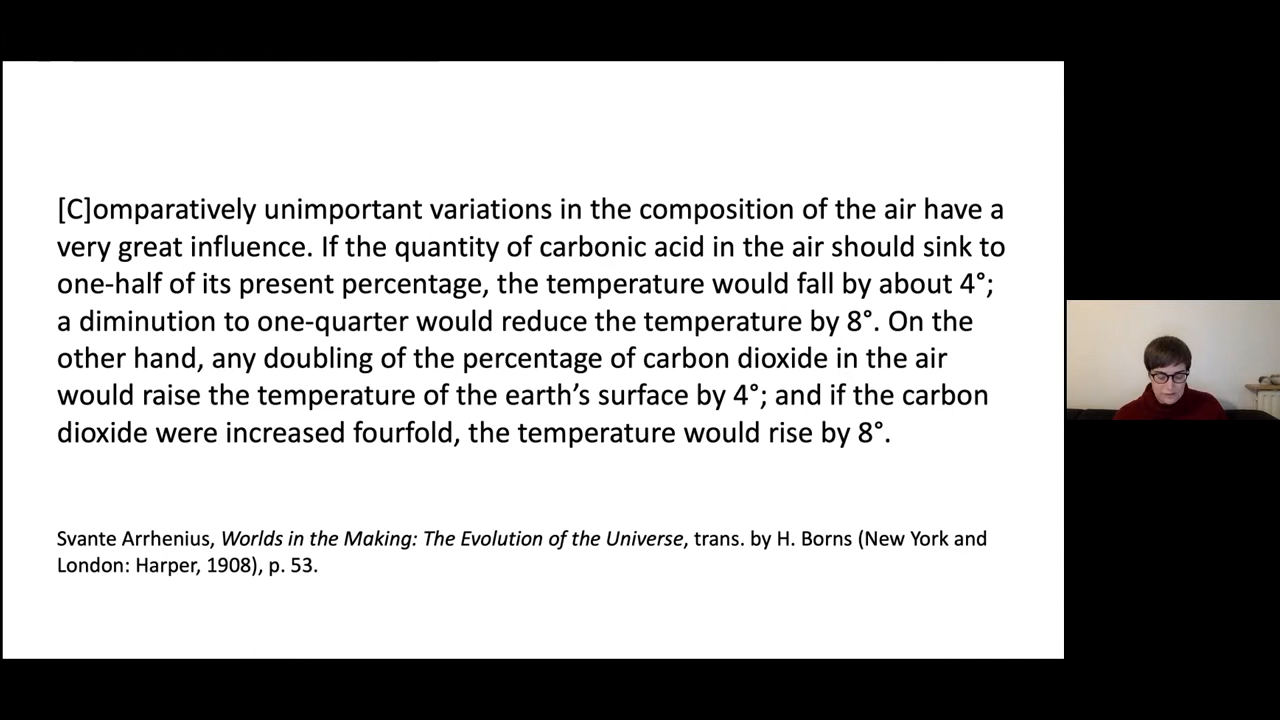 [C]omparatively unimportant variations in the composition of the air have a
very great influence. If the quantity of carbonic acid in the air should sink to
one-half of its present percentage, the temperature would fall by about 4°;
a diminution to one-quarter would reduce the temperature by 8°. On the
other hand, any doubling of the percentage of carbon dioxide in the air
would raise the temperature of the earth’s surface by 4°; and if the carbon
dioxide were increased fourfold, the temperature would rise by 8°.
Svante Arrhenius, Worlds in the Making: The Evolution of the Universe, trans. by H. Borns (New York and
London: Harper, 1908), p. 53.